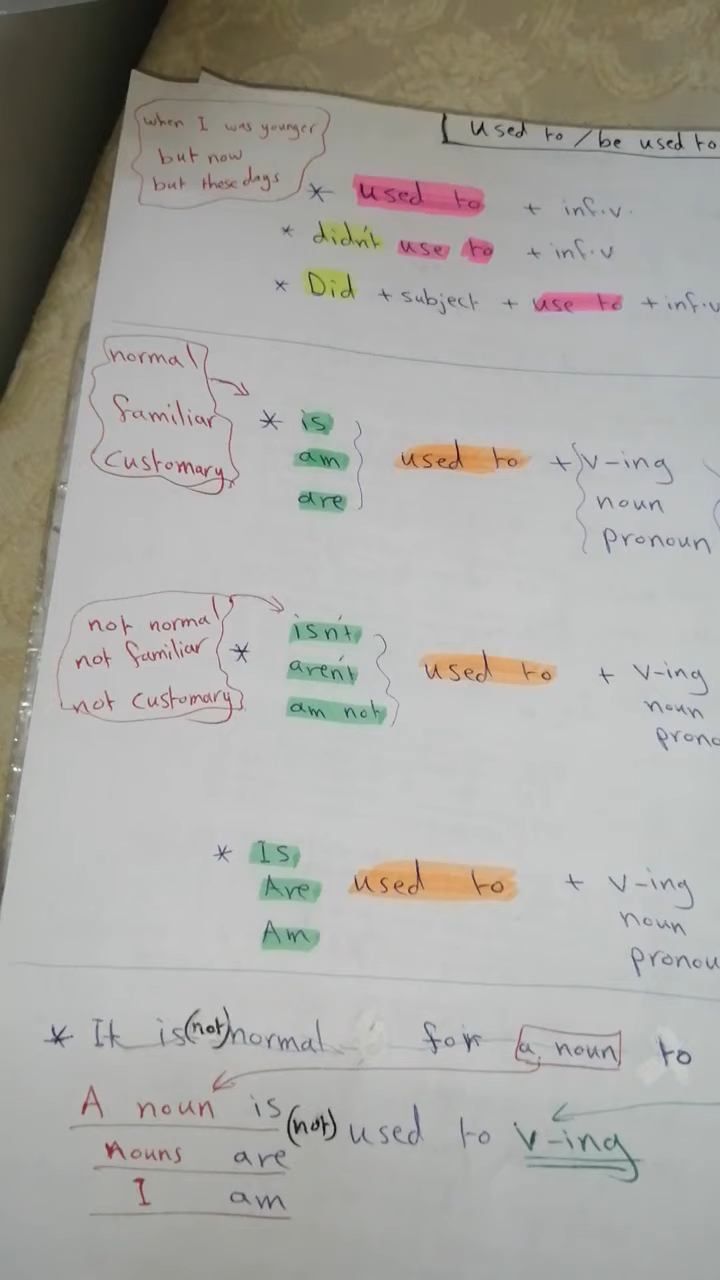 used to / be used to
when I was younger
but now
but these days
* used to + inf.v.
* didn't use to + inf.v
* Did + subject + use to + inf.v
normal
familiar
customary
* is
am
are
used to + v-ing
noun
pronoun
not normal
not familiar
not customary
* isn't
aren't
am not
used to + v-ing
noun
prono
* Is
Are
Am
used to + v-ing
noun
pronou
* It is (not) normal for a noun to
A noun is
nouns are
I am
(not) used to v-ing